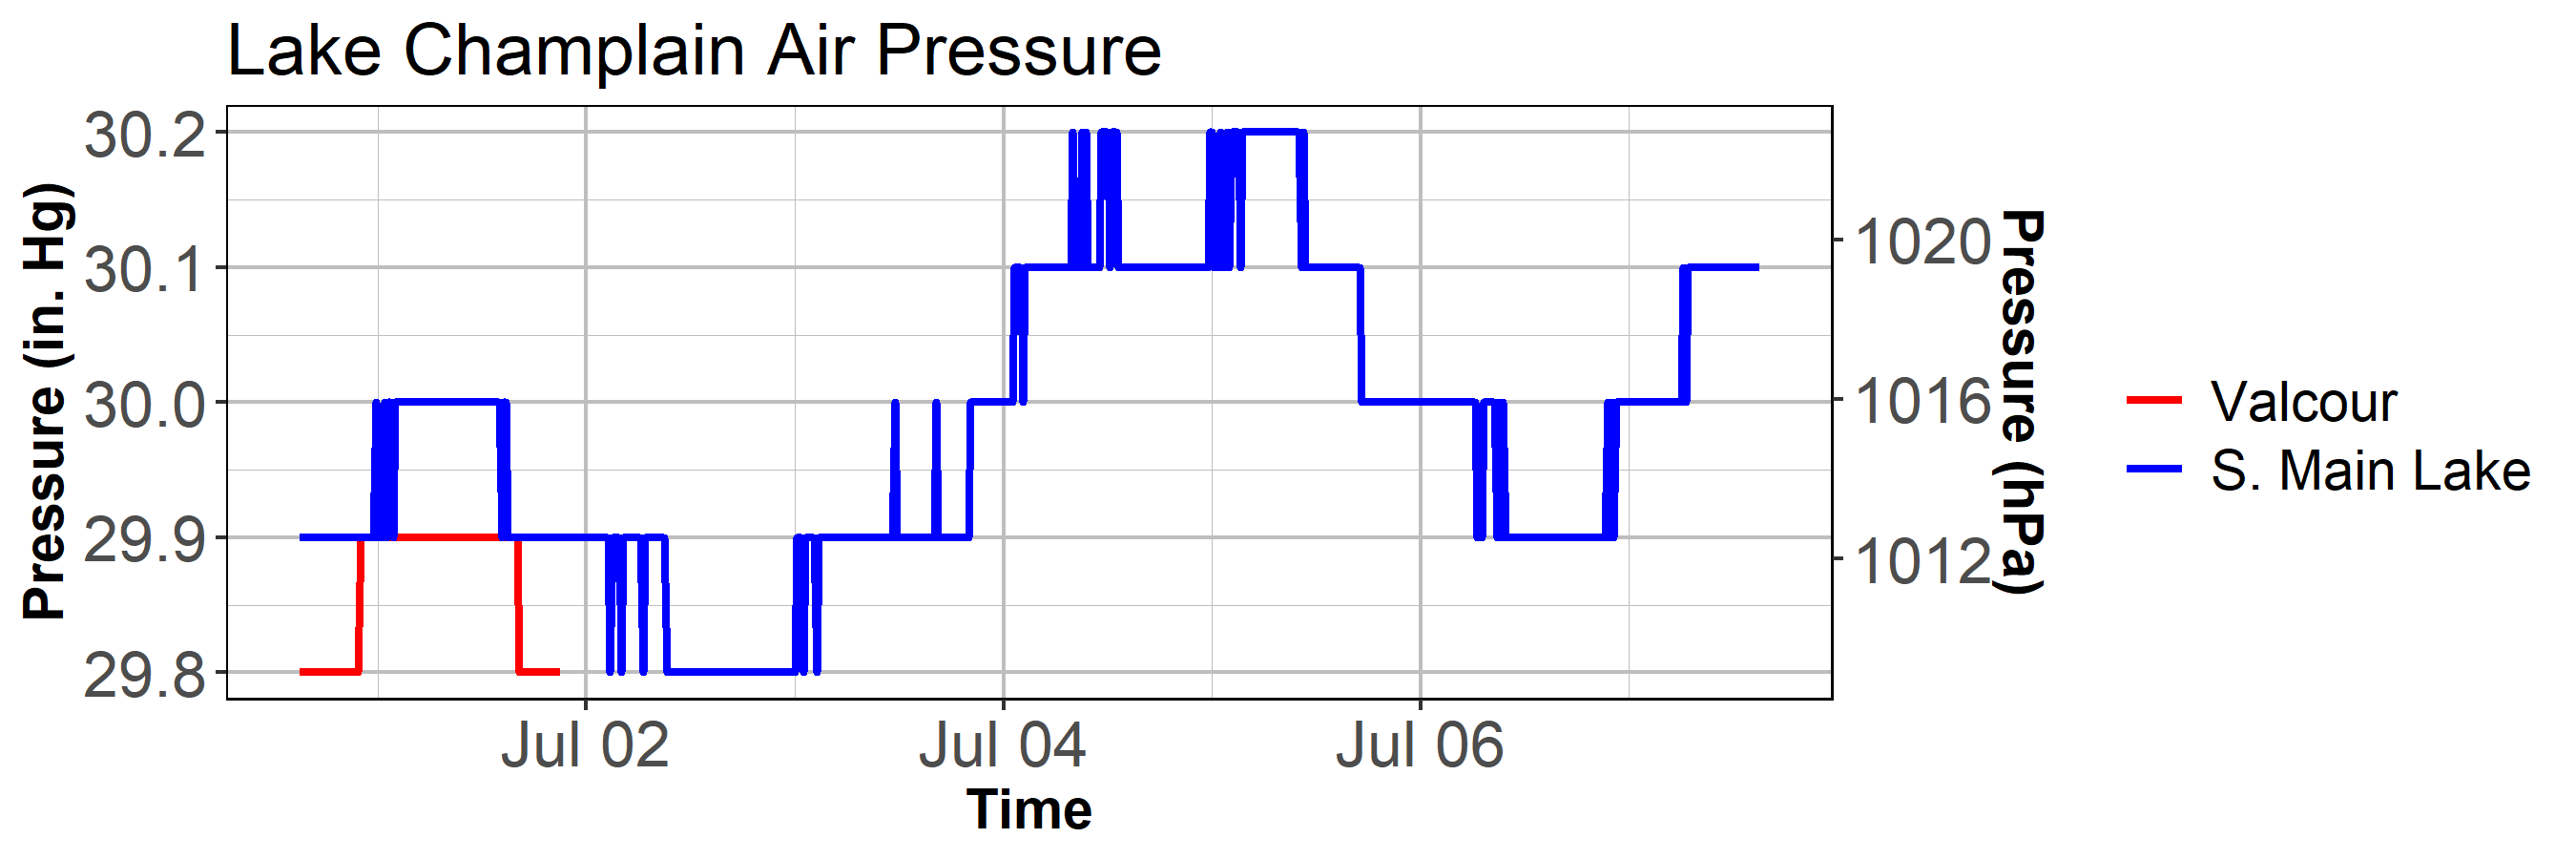 Lake Champlain Air Pressure
Pressure (in. Hg)
30.2
30.1
30.0
29.9
29.8
1020
1016
1012
Pressure (hPa)
Jul 02 Jul 04 Jul 06
Time
Valcour
S. Main Lake